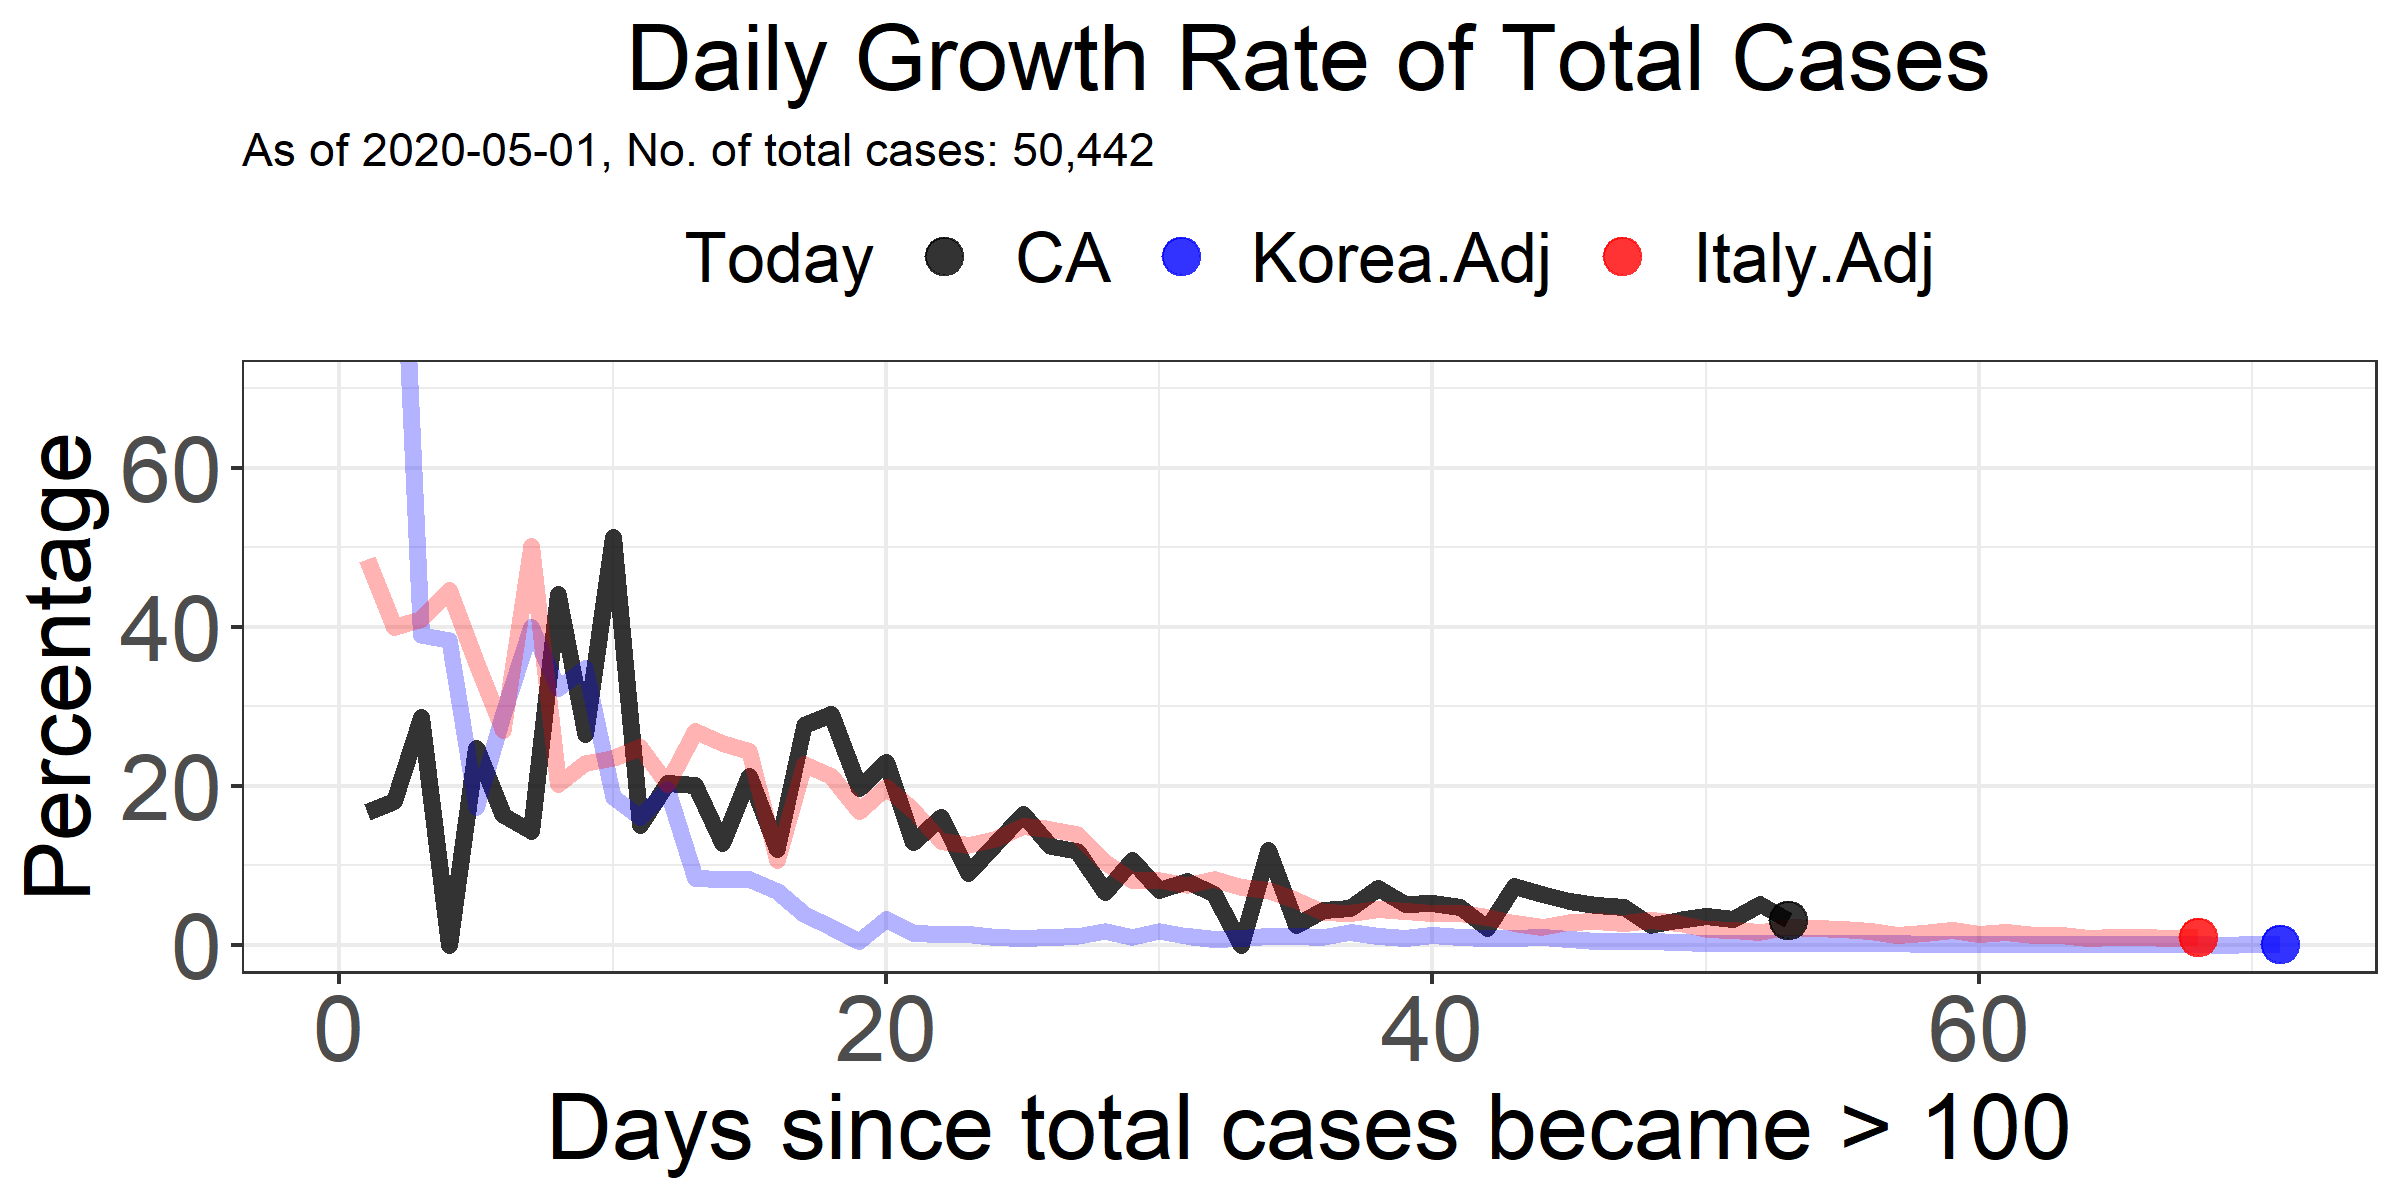 Daily Growth Rate of Total Cases
As of 2020-05-01, No. of total cases: 50,442
Today CA Korea.Adj Italy.Adj
Percentage
60
40
20
0
0 20 40 60
Days since total cases became > 100